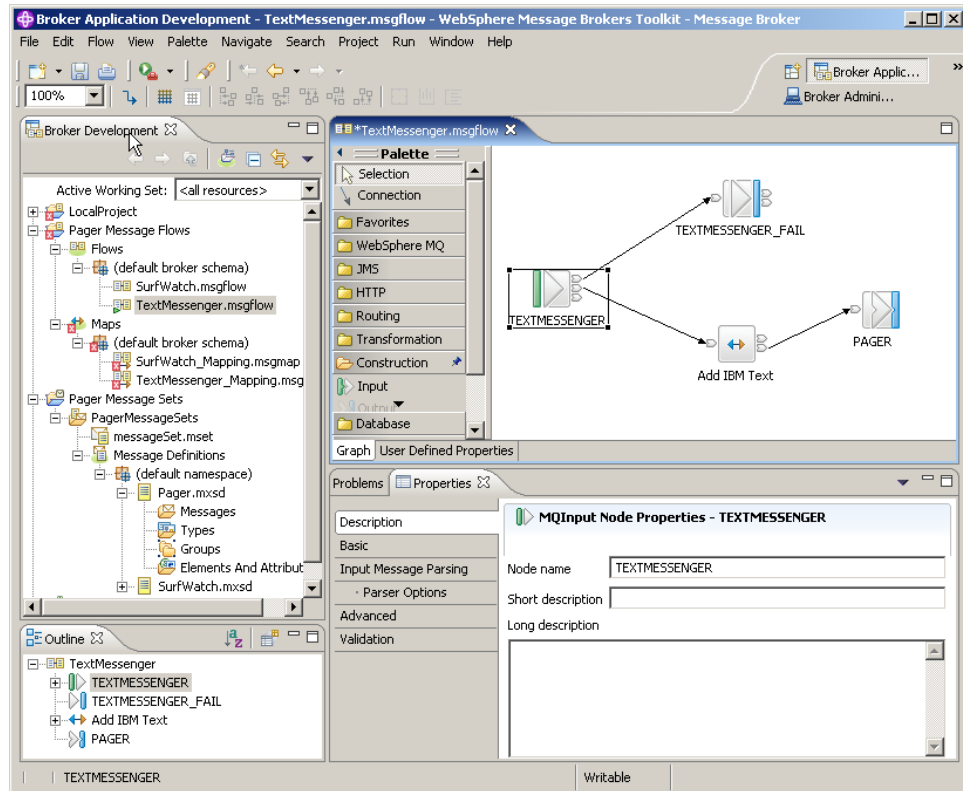 Broker Application Development - TextMessenger.msgflow - WebSphere Message Brokers Toolkit - Message Broker
File Edit Flow View Palette Navigate Search Project Run Window Help
Broker Applic...
100%
Broker Admini...
Broker Development
Active Working Set: <all resources>
LocalProject
Pager Message Flows
Flows
(default broker schema)
SurfWatch.msgflow
TextMessenger.msgflow
Maps
(default broker schema)
SurfWatch_Mapping.msgmap
TextMessenger_Mapping.msg
Pager Message Sets
PagerMessageSets
messageSet.mset
Message Definitions
(default namespace)
Pager.mxsd
Messages
Types
Groups
Elements And Attribut
SurfWatch.mxsd
Outline
TextMessenger
TEXTMESSENGER
TEXTMESSENGER_FAIL
Add IBM Text
PAGER
*TextMessenger.msgflow
Palette
Selection
Connection
Favorites
WebSphere MQ
JMS
HTTP
Routing
Transformation
Construction
Input
Output
Database
TEXTMESSENGER_FAIL
TEXTMESSENGER
PAGER
Add IBM Text
Graph User Defined Properties
Problems Properties
Description
Basic
Input Message Parsing
· Parser Options
Advanced
Validation
MQInput Node Properties - TEXTMESSENGER
Node name TEXTMESSENGER
Short description
Long description
TEXTMESSENGER
Writable